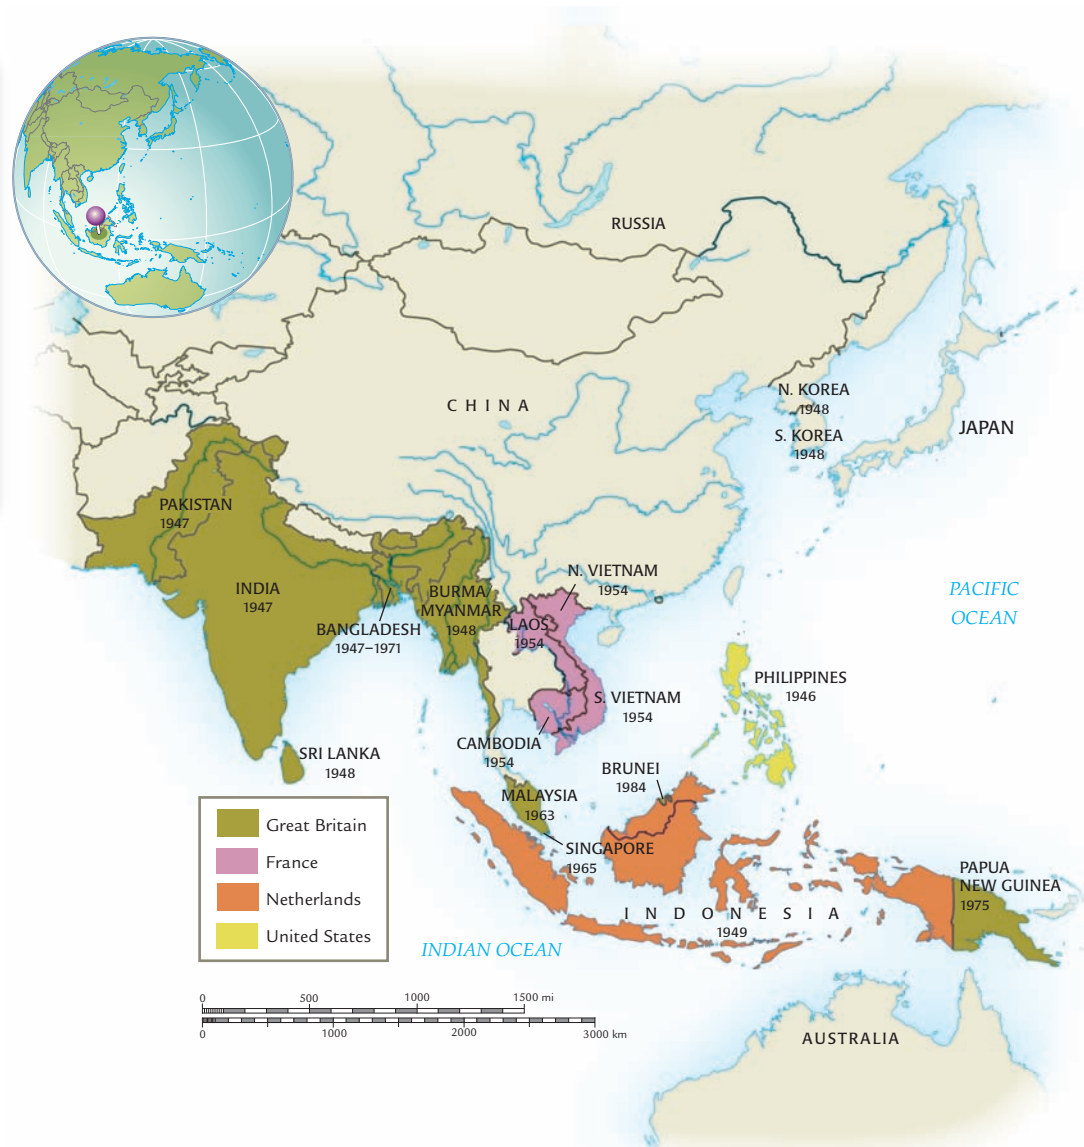 RUSSIA
C H I N A
N. KOREA
1948
S. KOREA
1948
JAPAN
PAKISTAN
1947
INDIA
1947
BANGLADESH
1947–1971
BURMA/
MYANMAR
1948
N. VIETNAM
1954
LAOS
1954
S. VIETNAM
1954
CAMBODIA
1954
PACIFIC
OCEAN
PHILIPPINES
1946
SRI LANKA
1948
MALAYSIA
1963
BRUNEI
1984
SINGAPORE
1965
I N D O N E S I A
1949
PAPUA
NEW GUINEA
1975
Great Britain
France
Netherlands
United States
INDIAN OCEAN
0 500 1000 1500 mi
0 1000 2000 3000 km
AUSTRALIA